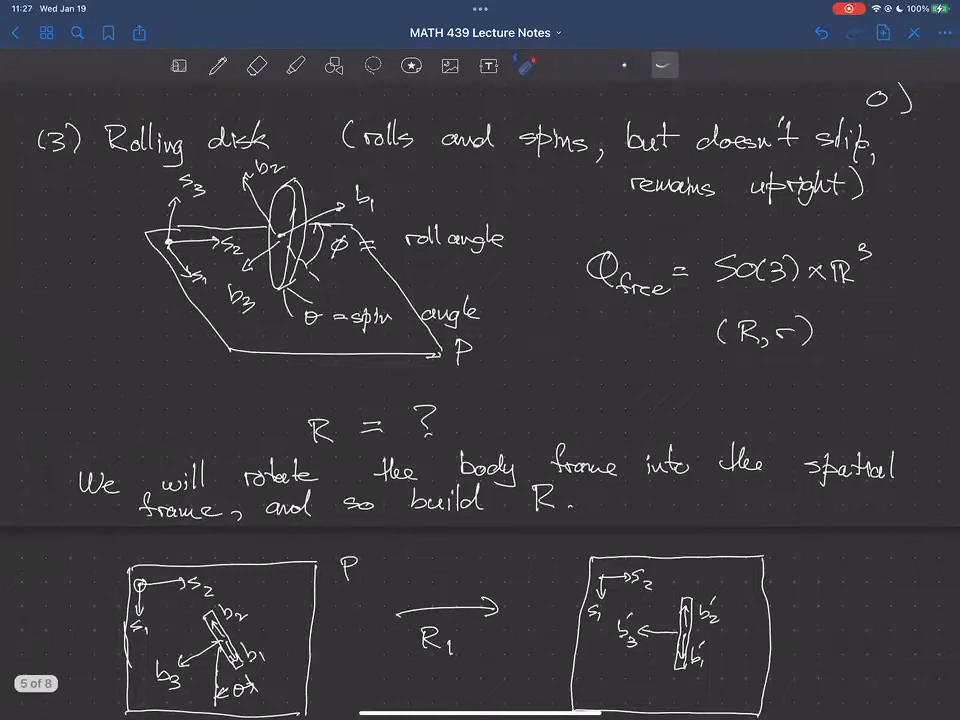 11:27 Wed Jan 19
100%
MATH 439 Lecture Notes
0)
(3) Rolling disk (rolls and spins, but doesn't slip,
remains upright)
s3 b2 b1
s2 φ = roll angle
s1 b3
θ = spin angle
P
Q_free = SO(3) × ℝ³
(R, r)
R = ?
We will rotate the body frame into the spatial
frame, and so build R.
P
s2 s2
s1 b2 s1 b2'
b3' b1'
b3 b1
θ
R1
5 of 8